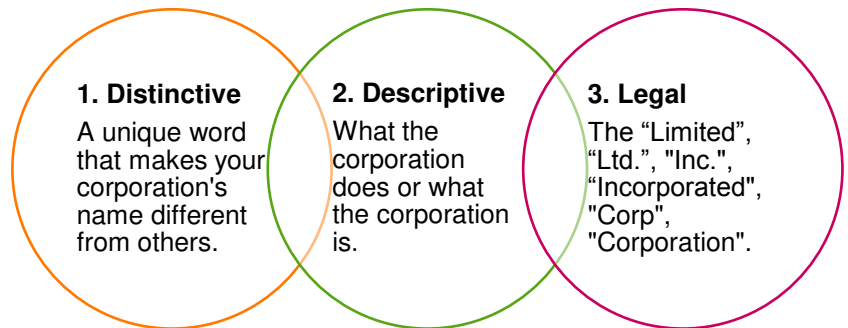 1. Distinctive
A unique word
that makes your
corporation's
name different
from others.
2. Descriptive
What the
corporation
does or what
the corporation
is.
3. Legal
The “Limited”,
“Ltd.”, "Inc.",
“Incorporated",
"Corp",
"Corporation".